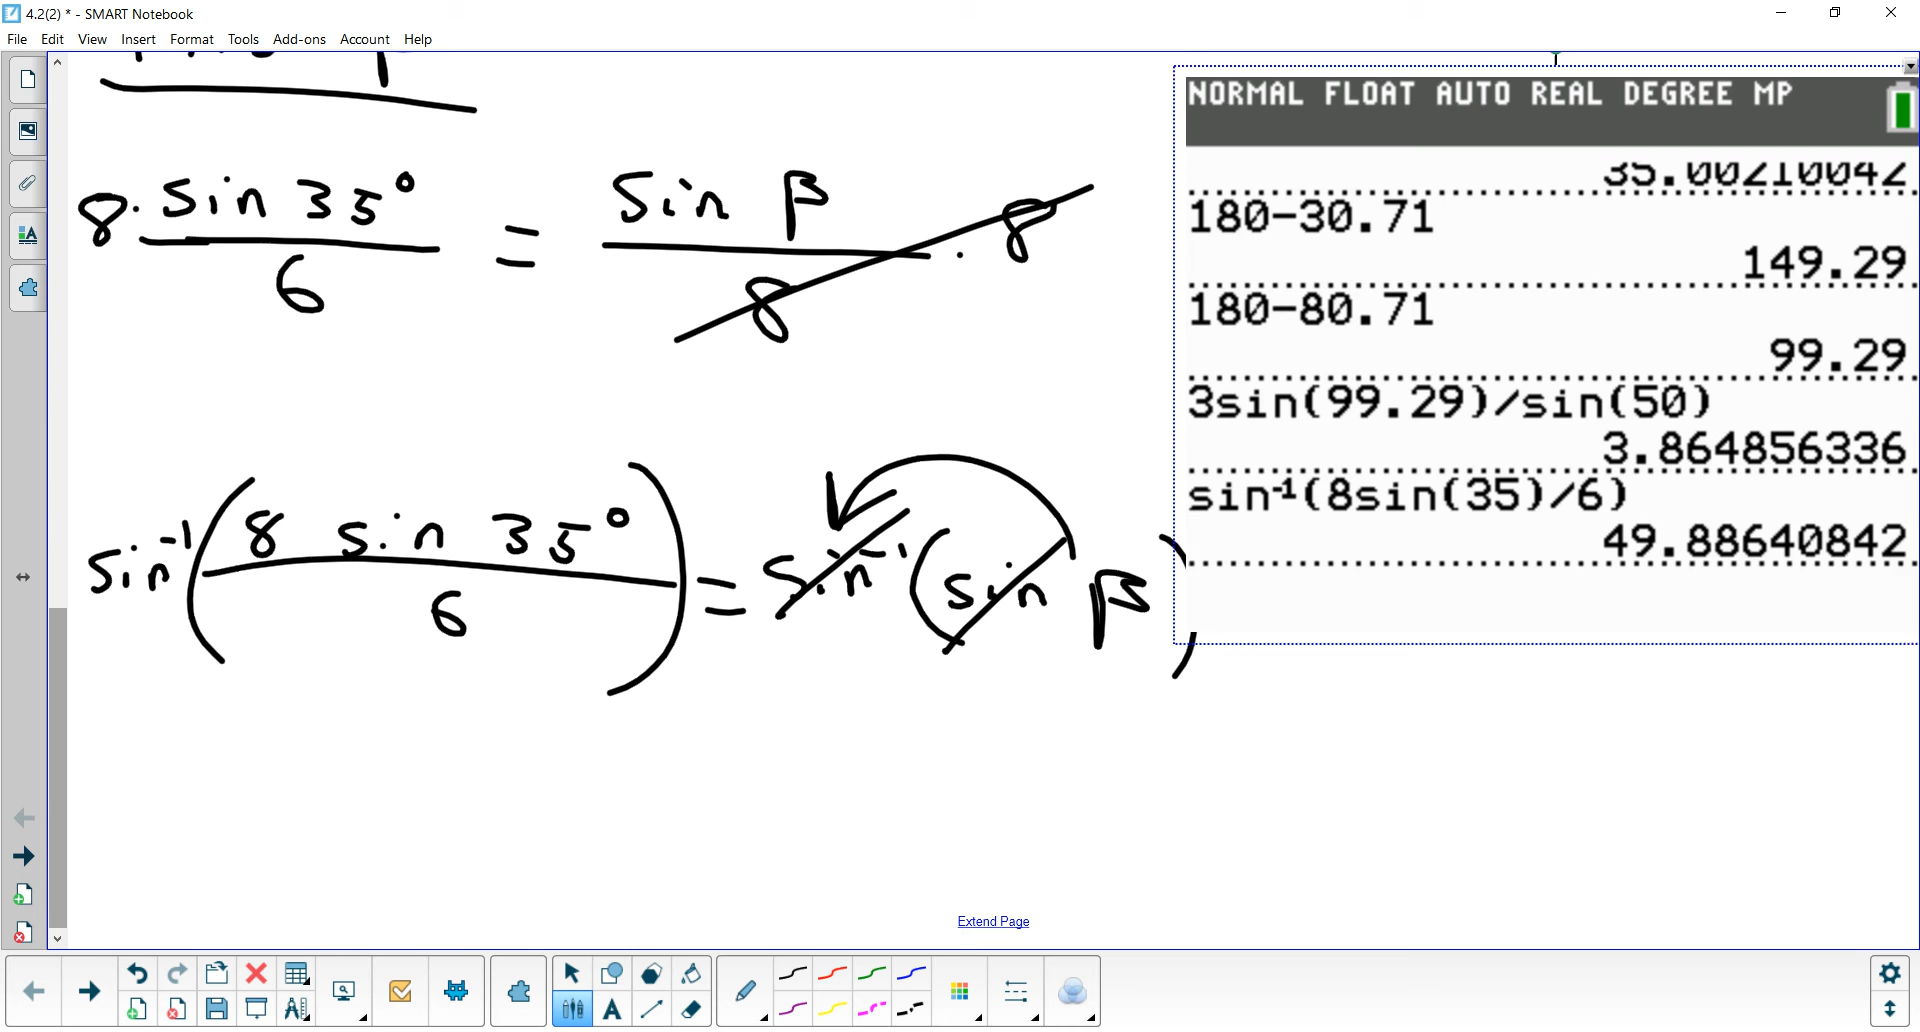 4.2(2) * - SMART Notebook
File Edit View Insert Format Tools Add-ons Account Help
NORMAL FLOAT AUTO REAL DEGREE MP
35.00210042
180-30.71
149.29
180-80.71
99.29
3sin(99.29)/sin(50)
3.864856336
sin⁻¹(8sin(35)/6)
49.88640842
8 · sin 35° / 6 = sin β / 8 · 8
sin⁻¹(8 sin 35° / 6) = sin⁻¹(sin β)
Extend Page